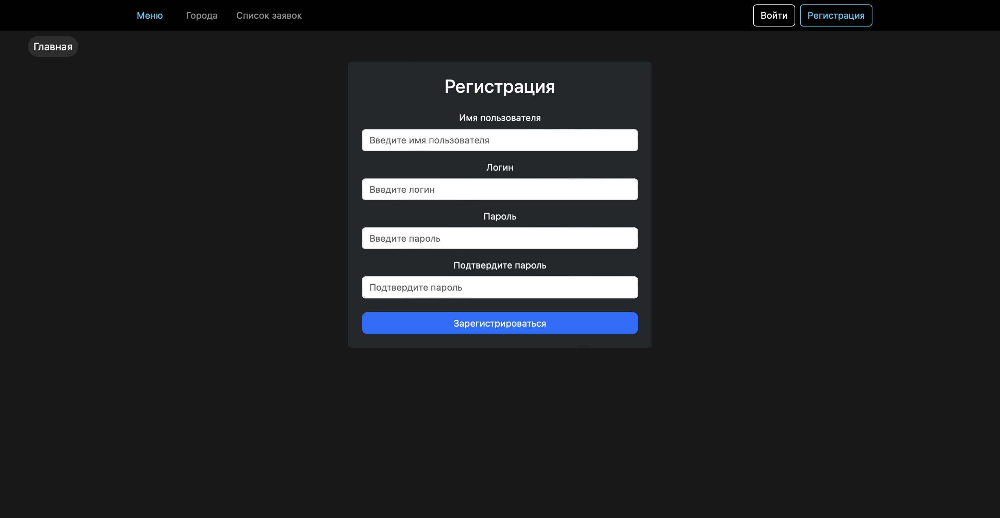 Меню Города Список заявок Войти Регистрация
Главная
Регистрация
Имя пользователя
Введите имя пользователя
Логин
Введите логин
Пароль
Введите пароль
Подтвердите пароль
Подтвердите пароль
Зарегистрироваться